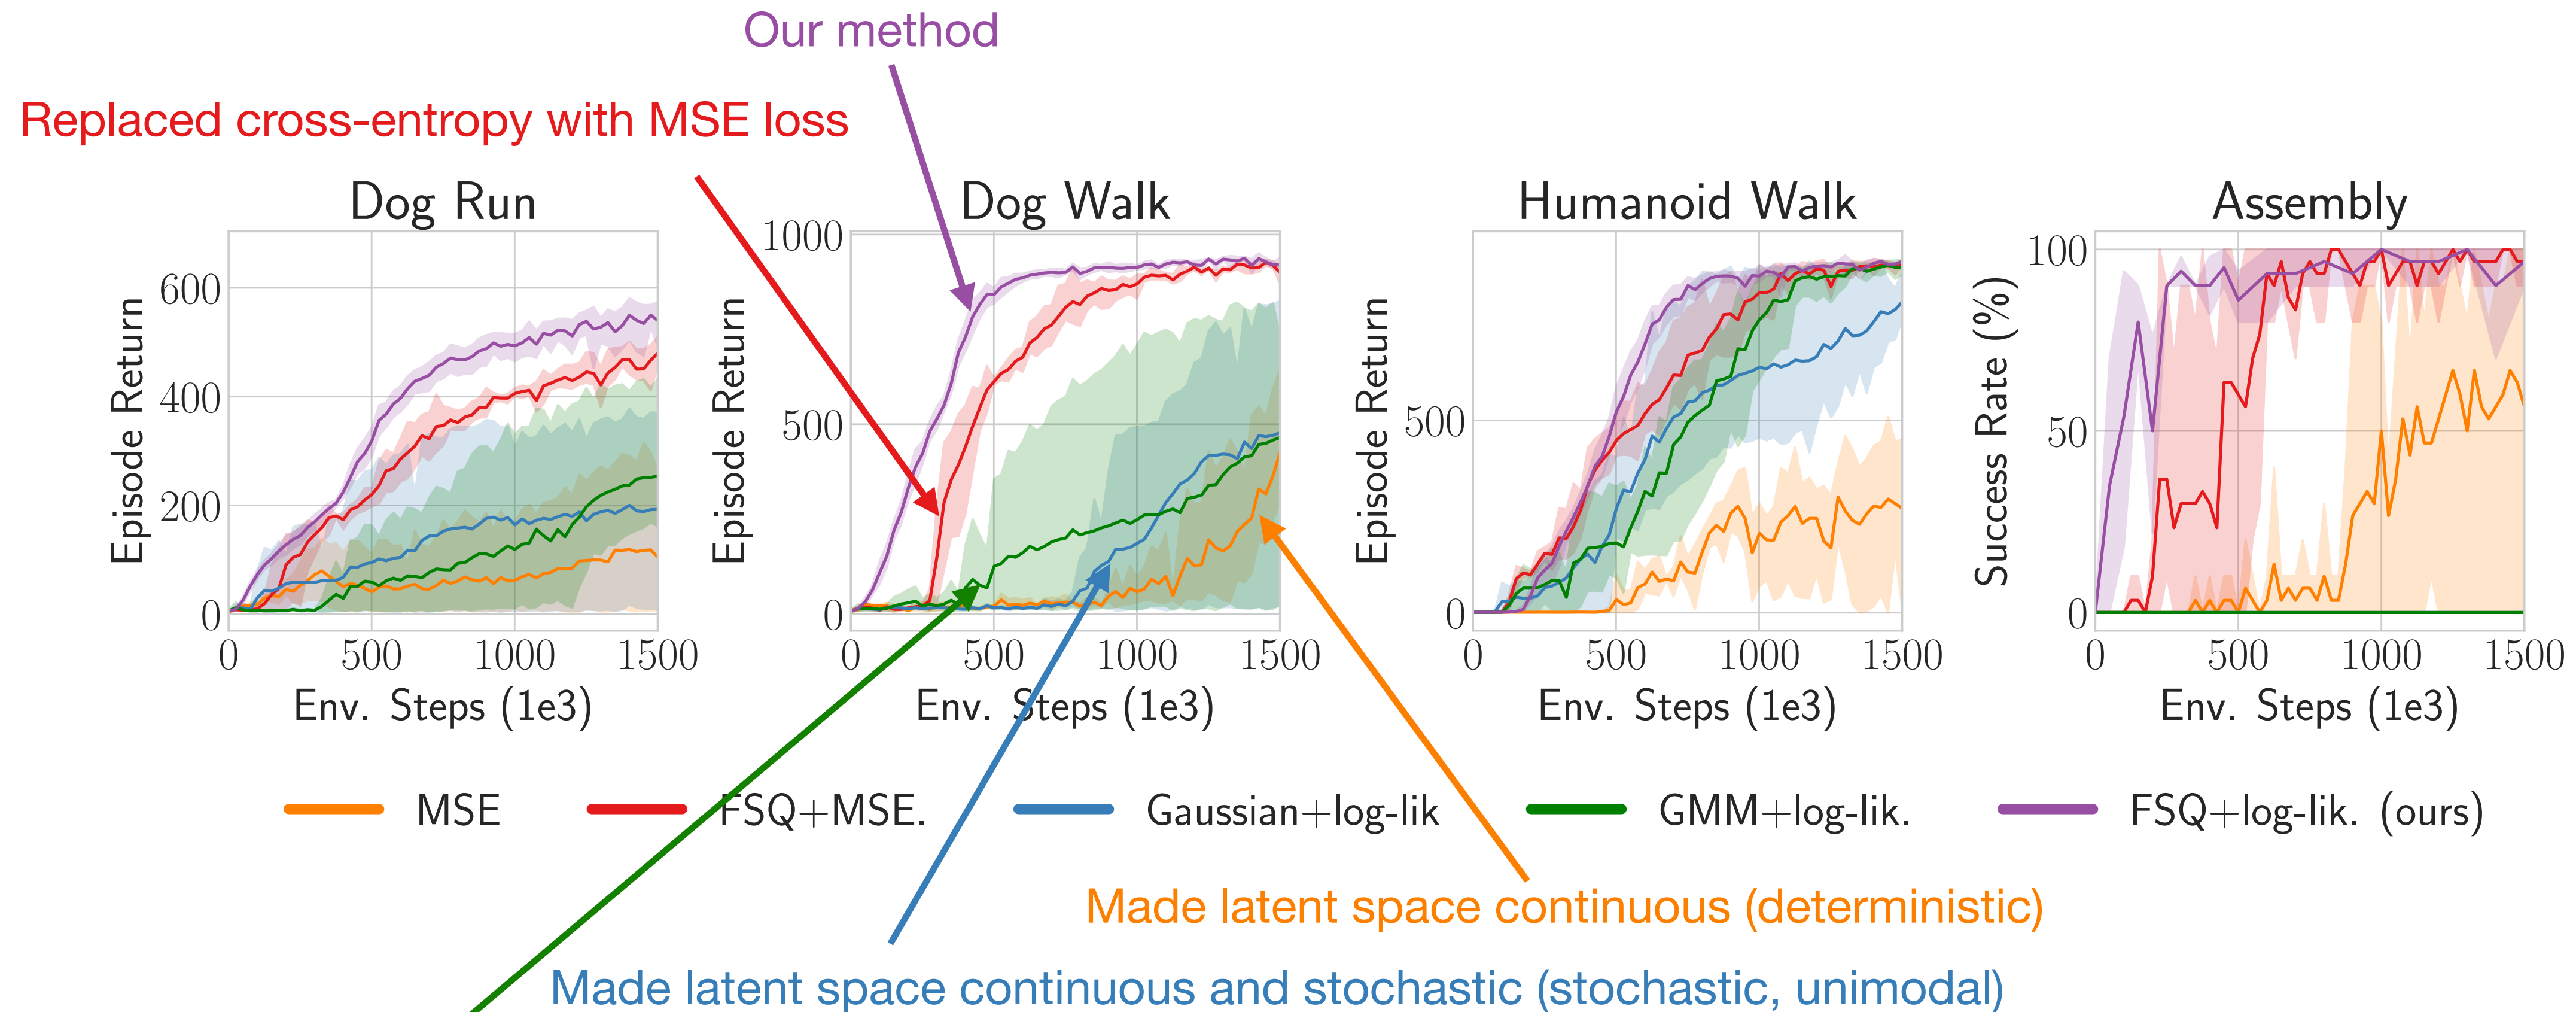 Our method
Replaced cross-entropy with MSE loss
Dog Run
Dog Walk
Humanoid Walk
Assembly
Episode Return
600
400
200
0
0 500 1000 1500
Env. Steps (1e3)
Episode Return
1000
500
0
0 500 1000 1500
Env. Steps (1e3)
Episode Return
500
0
0 500 1000 1500
Env. Steps (1e3)
Success Rate (%)
100
50
0
0 500 1000 1500
Env. Steps (1e3)
MSE
FSQ+MSE.
Gaussian+log-lik
GMM+log-lik.
FSQ+log-lik. (ours)
Made latent space continuous (deterministic)
Made latent space continuous and stochastic (stochastic, unimodal)